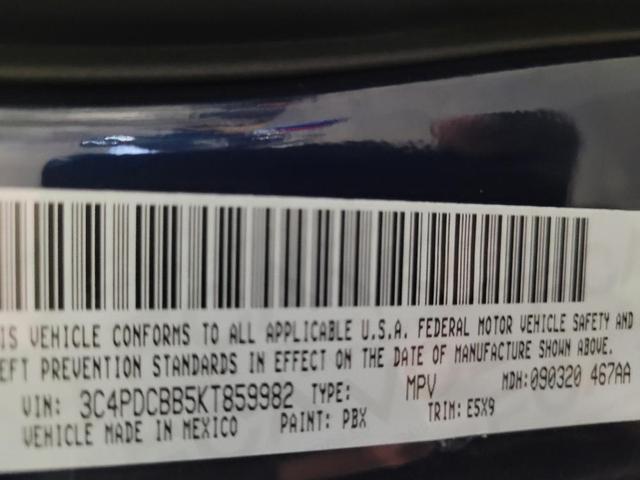 IS VEHICLE CONFORMS TO ALL APPLICABLE U.S.A. FEDERAL MOTOR VEHICLE SAFETY AND
EFT PREVENTION STANDARDS IN EFFECT ON THE DATE OF MANUFACTURE SHOWN ABOVE.
VIN: 3C4PDCBB5KT859982 TYPE: MPV MDH:090320 467AA
VEHICLE MADE IN MEXICO PAINT: PBX TRIM: E5X9